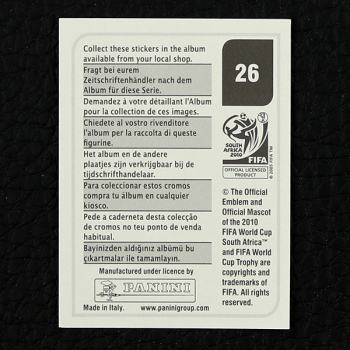 Collect these stickers in the album
available from your local shop.
Fragt bei eurem
Zeitschriftenhändler nach dem
Album für diese Serie.
Demandez à votre détaillant l'Album
pour la collection de ces images.
Chiedete al vostro rivenditore
l'album per la raccolta di queste
figurine.
Het album en de andere
plaatjes zijn verkrijgbaar bij de
tijdschrifthandelaar.
Para coleccionar estos cromos
compra tu álbum en cualquier
kiosco.
Pede a caderneta desta colecção
de cromos no teu ponto de venda
habitual.
Bayinizden aldığınız albümü bu
çıkartmalar ile tamamlayın.
Manufactured under licence by
PANINI
Made in Italy. www.paninigroup.com
26
SOUTH AFRICA
2010
FIFA
© 2005 FIFA TM
OFFICIAL LICENSED
PRODUCT
© The Official
Emblem and
Official Mascot
of the 2010
FIFA World Cup
South Africa™
and FIFA World
Cup Trophy are
copyrights and
trademarks of
FIFA. All rights
reserved.